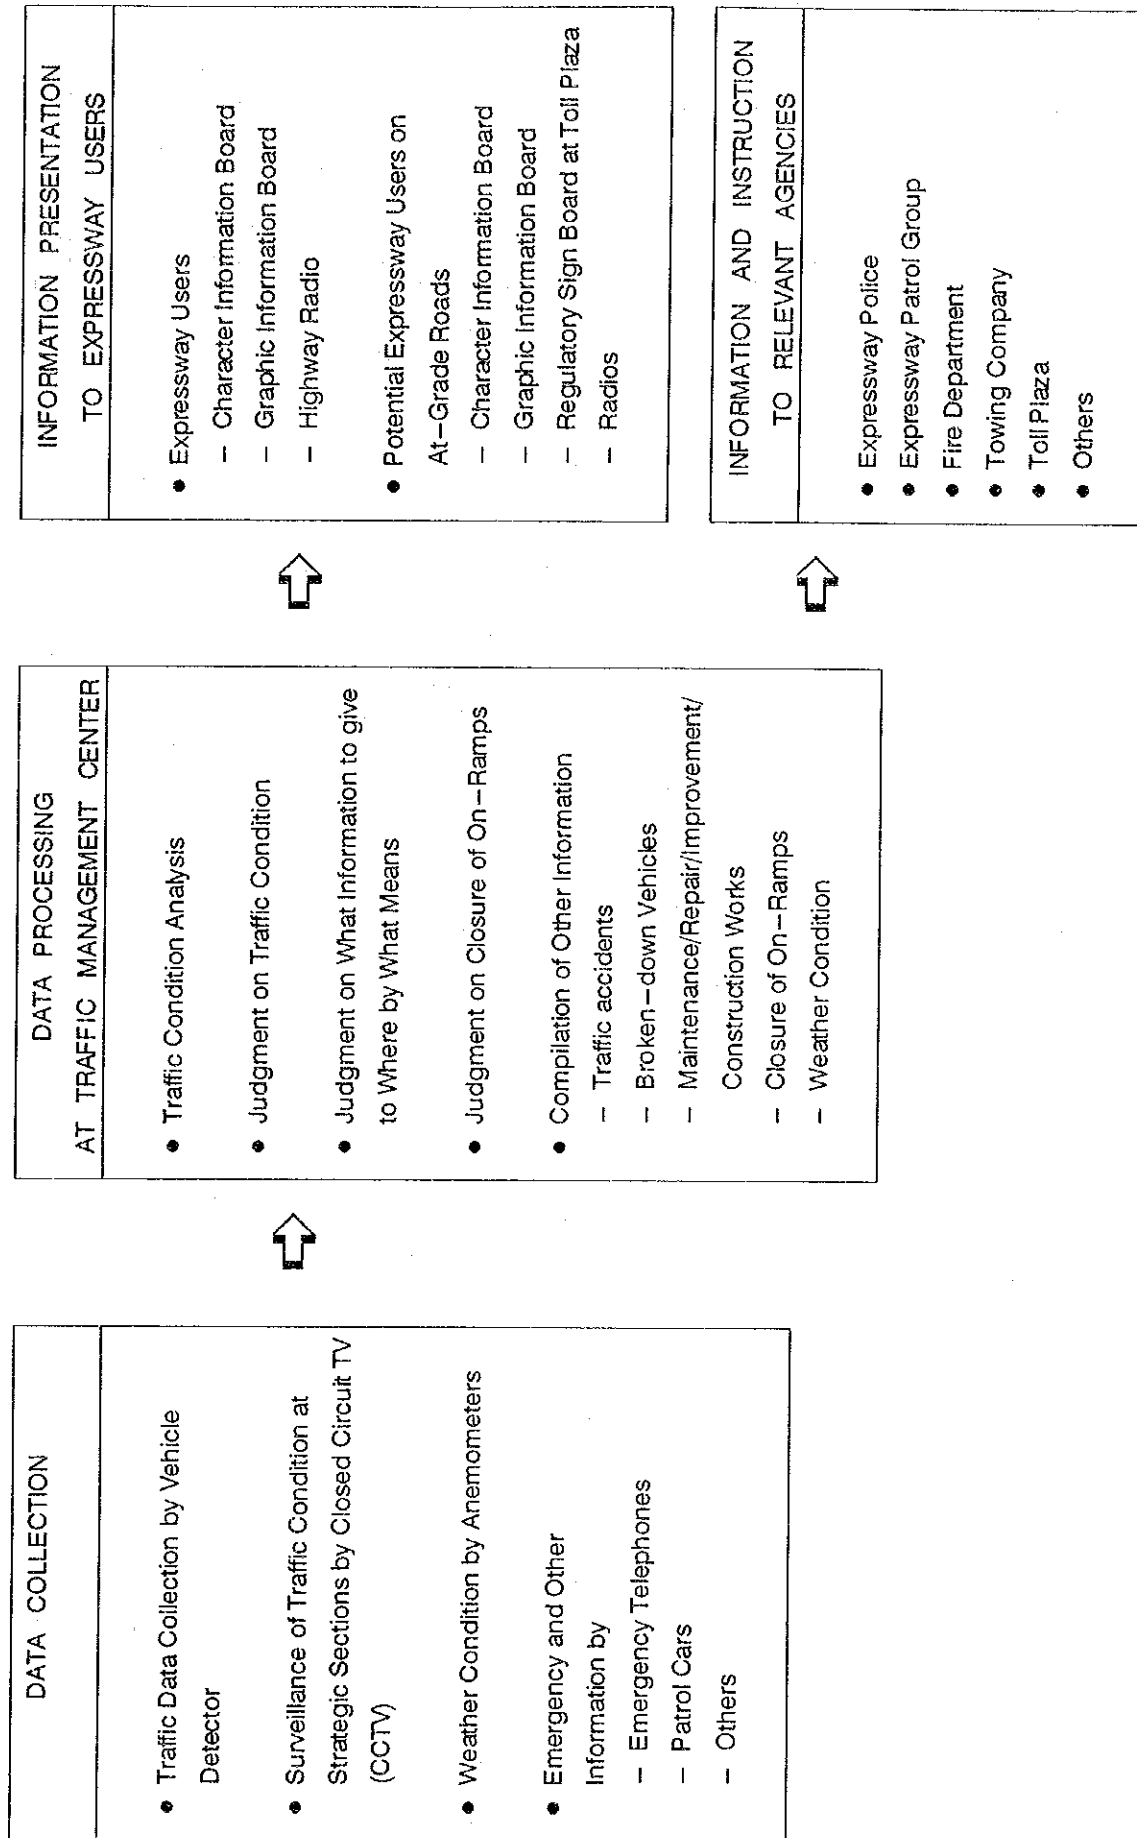 DATA COLLECTION
● Traffic Data Collection by Vehicle
Detector
● Surveillance of Traffic Condition at
Strategic Sections by Closed Circuit TV
(CCTV)
● Weather Condition by Anemometers
● Emergency and Other
Information by
– Emergency Telephones
– Patrol Cars
– Others
DATA PROCESSING
AT TRAFFIC MANAGEMENT CENTER
● Traffic Condition Analysis
● Judgment on Traffic Condition
● Judgment on What Information to give
to Where by What Means
● Judgment on Closure of On–Ramps
● Compilation of Other Information
– Traffic accidents
– Broken–down Vehicles
– Maintenance/Repair/Improvement/
Construction Works
– Closure of On–Ramps
– Weather Condition
INFORMATION PRESENTATION
TO EXPRESSWAY USERS
● Expressway Users
– Character Information Board
– Graphic Information Board
– Highway Radio
● Potential Expressway Users on
At–Grade Roads
– Character Information Board
– Graphic Information Board
– Regulatory Sign Board at Toll Plaza
– Radios
INFORMATION AND INSTRUCTION
TO RELEVANT AGENCIES
● Expressway Police
● Expressway Patrol Group
● Fire Department
● Towing Company
● Toll Plaza
● Others